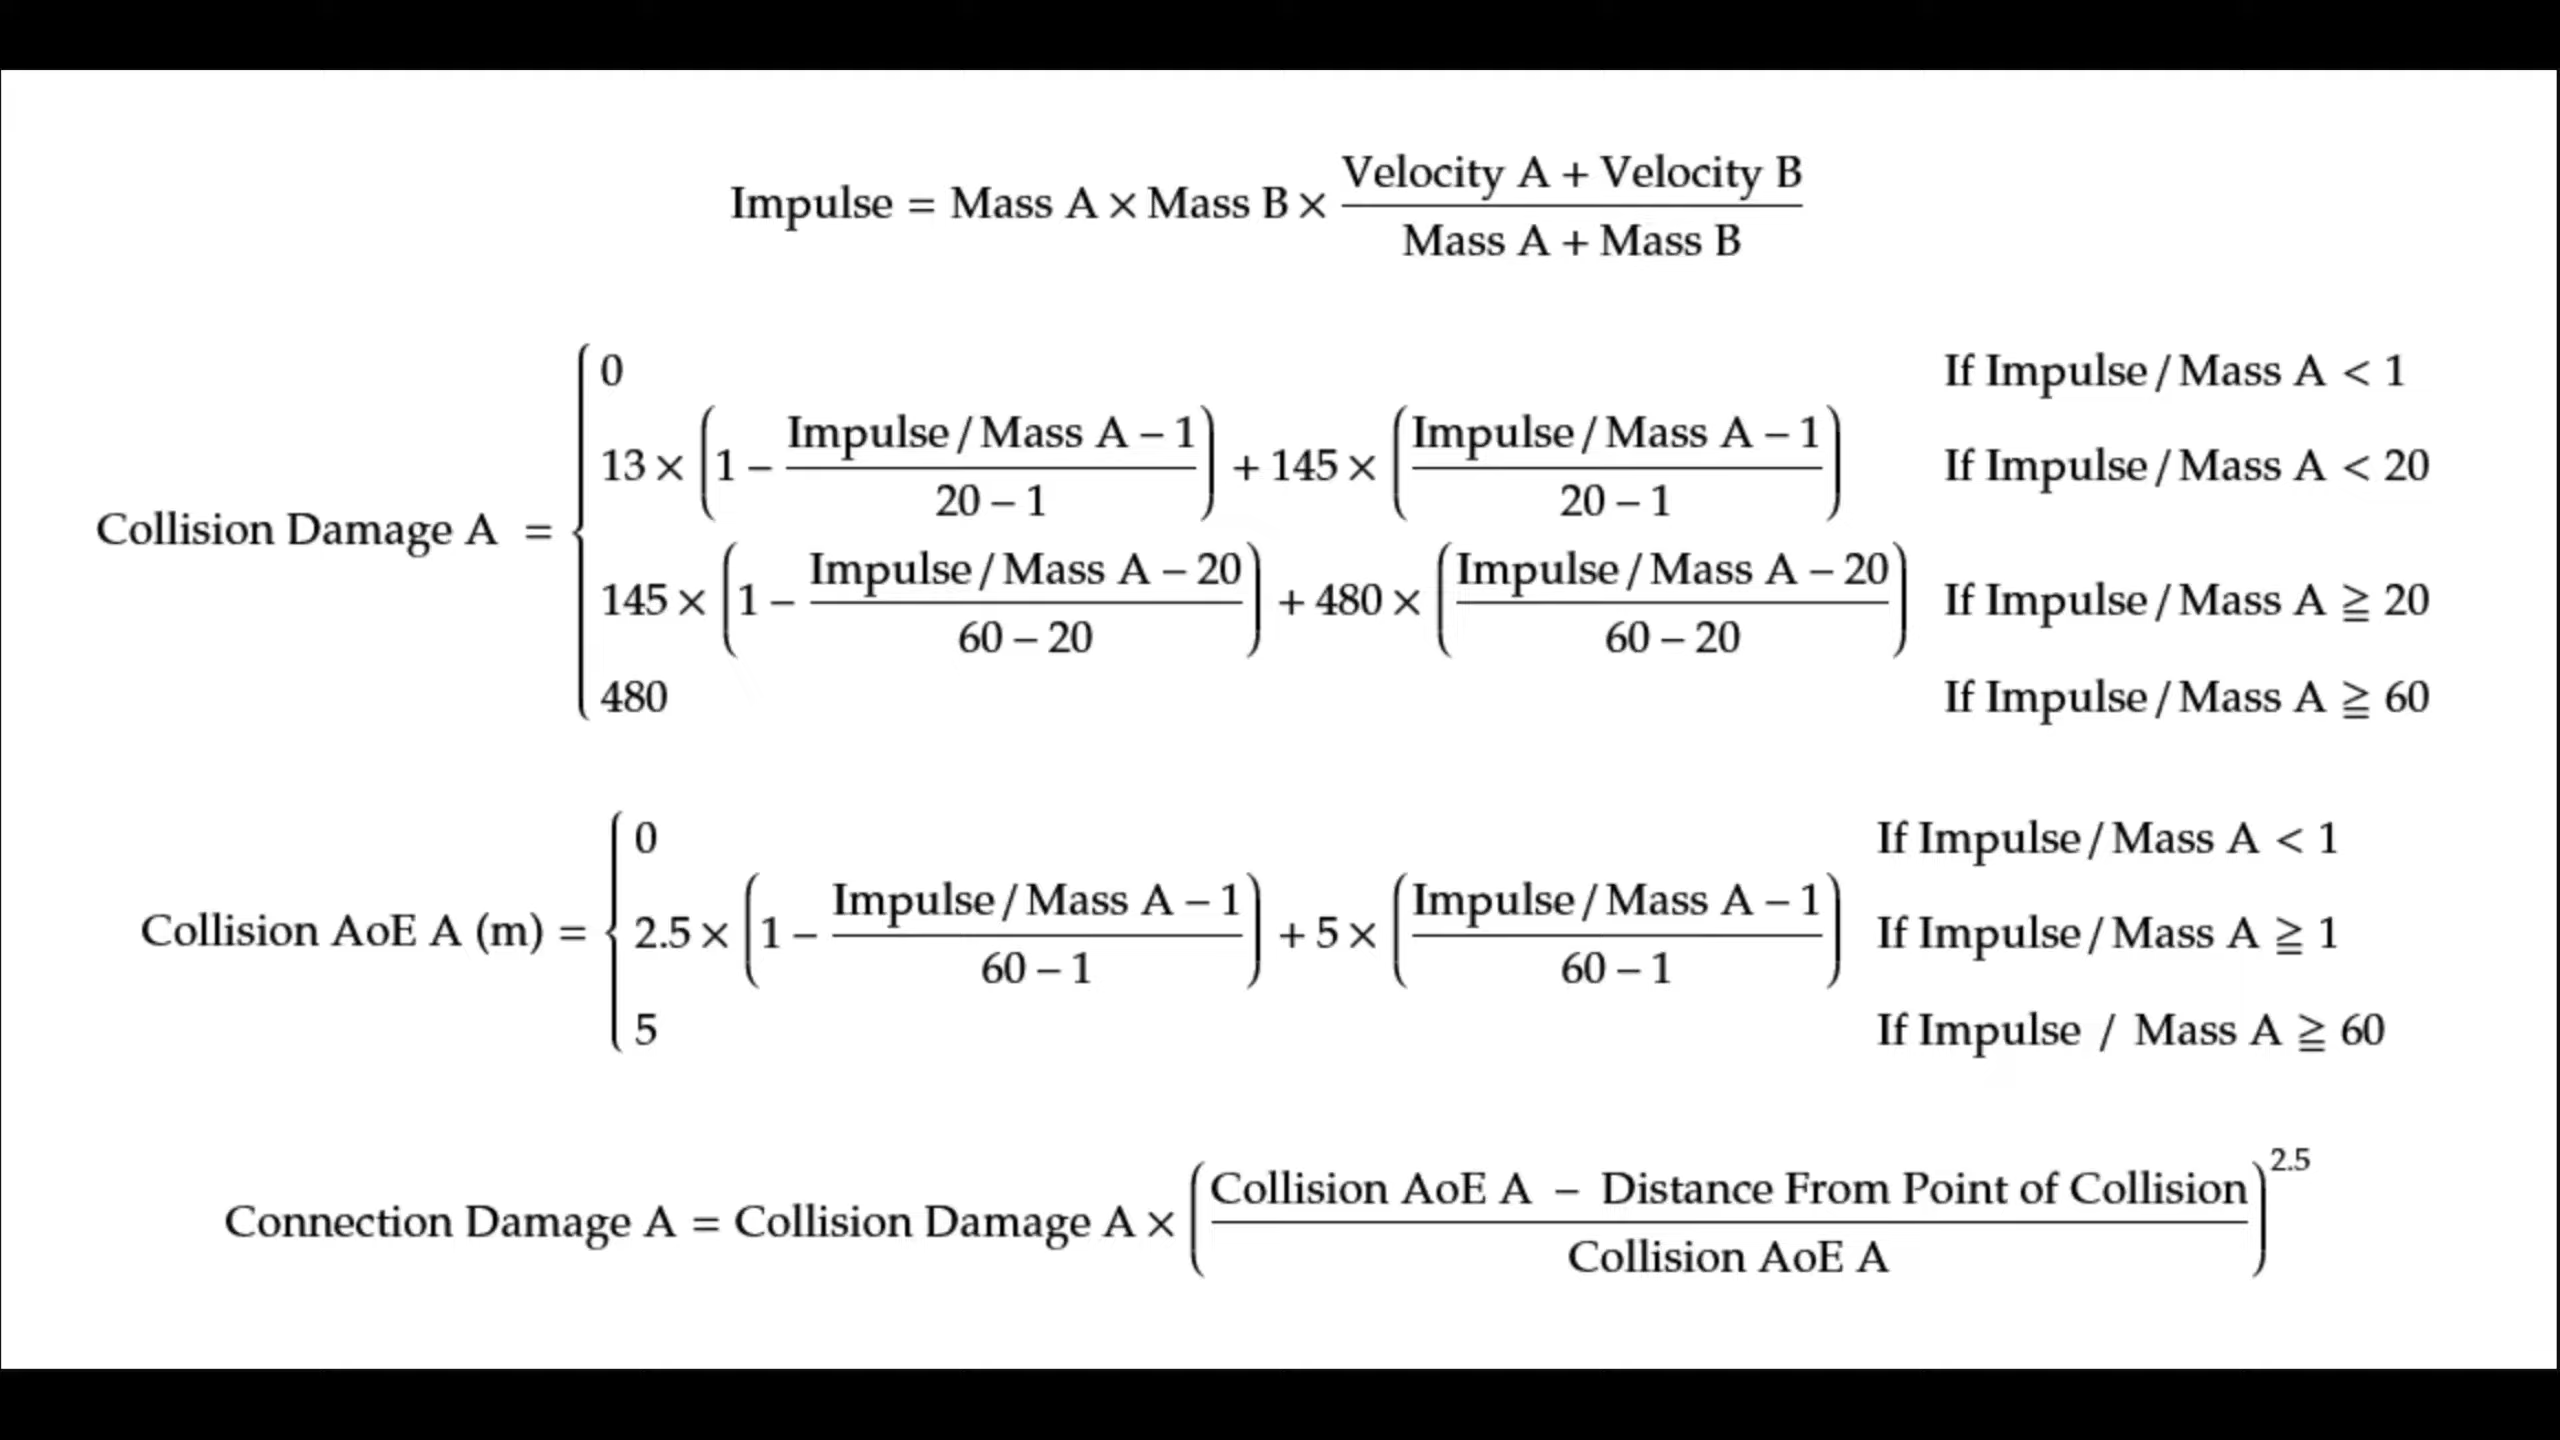 Impulse = Mass A × Mass B × (Velocity A + Velocity B) / (Mass A + Mass B)
Collision Damage A = {
0 If Impulse / Mass A < 1
13 × (1 − (Impulse / Mass A − 1) / (20 − 1)) + 145 × ((Impulse / Mass A − 1) / (20 − 1)) If Impulse / Mass A < 20
145 × (1 − (Impulse / Mass A − 20) / (60 − 20)) + 480 × ((Impulse / Mass A − 20) / (60 − 20)) If Impulse / Mass A ≧ 20
480 If Impulse / Mass A ≧ 60
Collision AoE A (m) = {
0 If Impulse / Mass A < 1
2.5 × (1 − (Impulse / Mass A − 1) / (60 − 1)) + 5 × ((Impulse / Mass A − 1) / (60 − 1)) If Impulse / Mass A ≧ 1
5 If Impulse / Mass A ≧ 60
Connection Damage A = Collision Damage A × ((Collision AoE A − Distance From Point of Collision) / Collision AoE A)^2.5